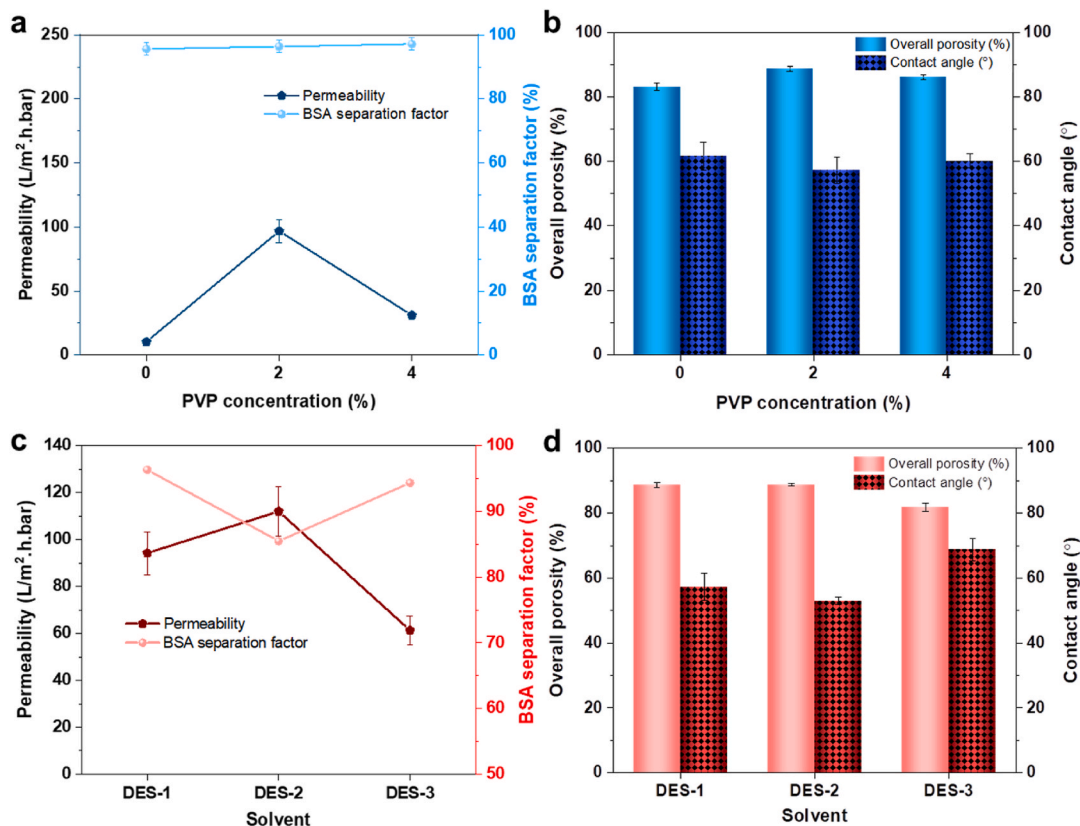 a
Permeability (L/m².h.bar)
250
200
150
100
50
0
Permeability
BSA separation factor
100
80
60
40
20
0
BSA separation factor (%)
0 2 4
PVP concentration (%)
b
Overall porosity (%)
100
80
60
40
20
0
Overall porosity (%)
Contact angle (°)
100
80
60
40
20
0
Contact angle (°)
0 2 4
PVP concentration (%)
c
Permeability (L/m².h.bar)
140
120
100
80
60
40
20
0
Permeability
BSA separation factor
100
90
80
70
60
50
BSA separation factor (%)
DES-1 DES-2 DES-3
Solvent
d
Overall porosity (%)
100
80
60
40
20
0
Overall porosity (%)
Contact angle (°)
100
80
60
40
20
0
Contact angle (°)
DES-1 DES-2 DES-3
Solvent